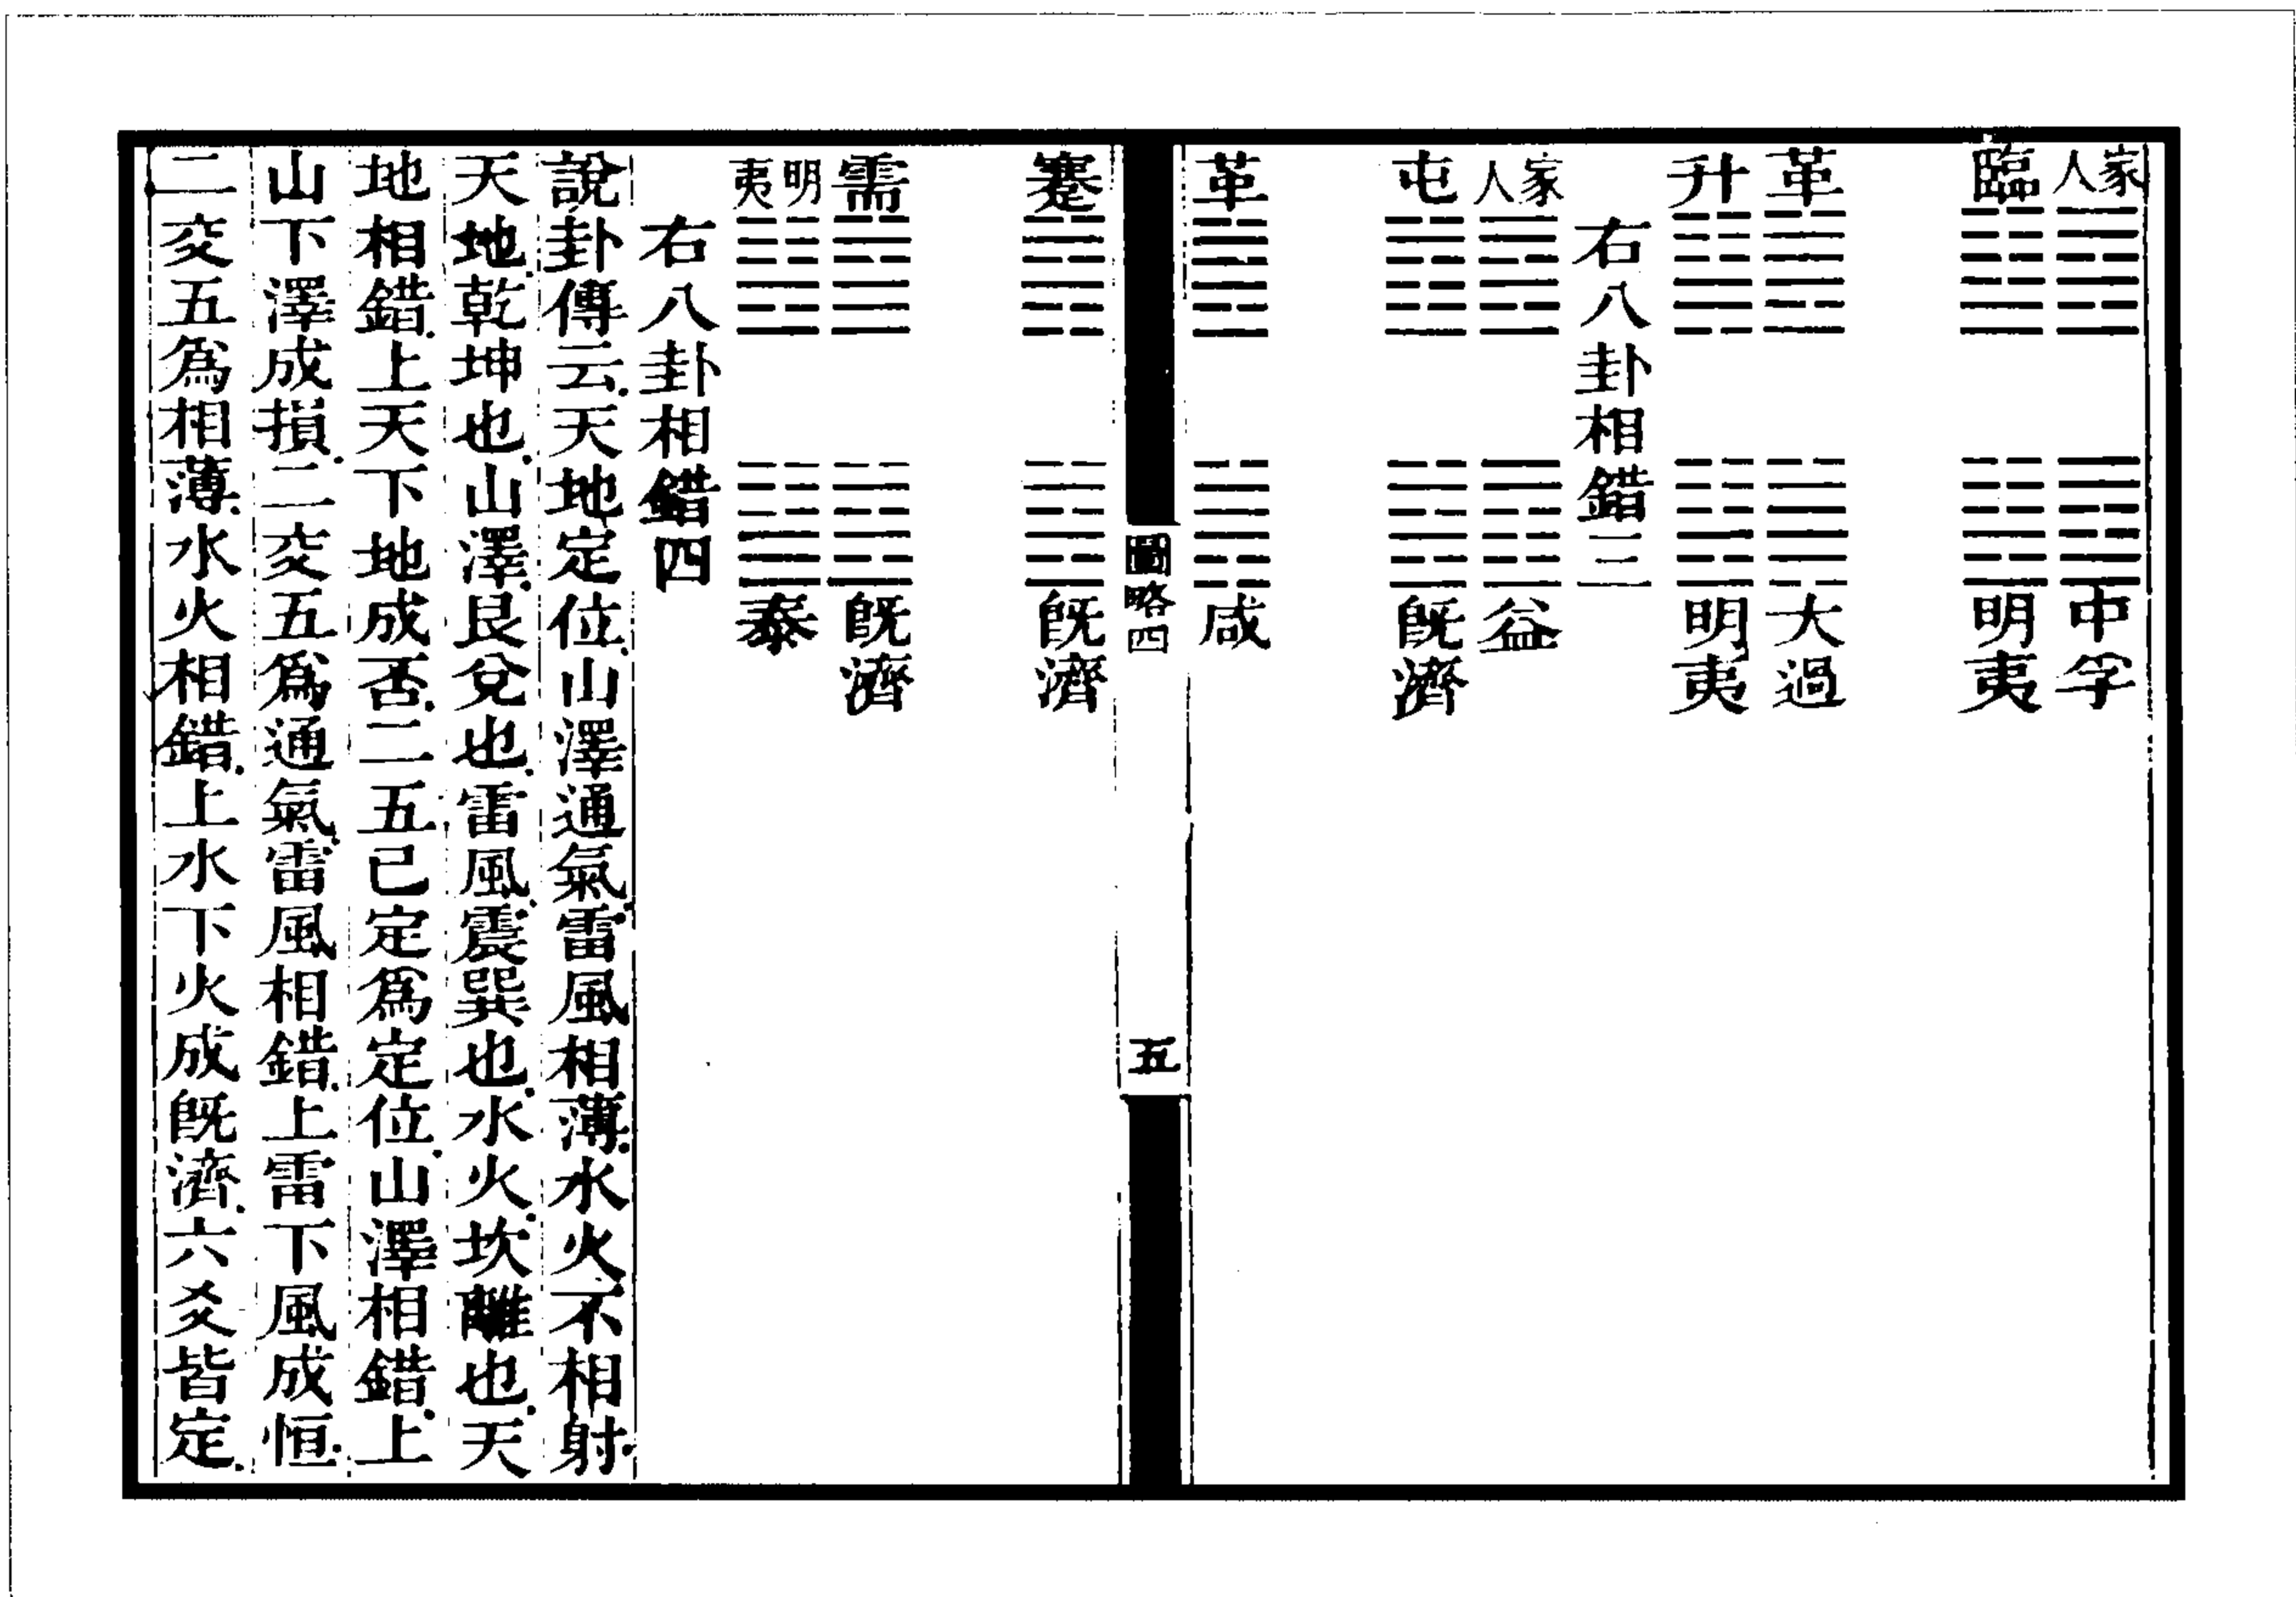 家人 中孚
臨 明夷
革 大過
升 明夷
右八卦相錯三
家人 益
屯 旣濟
革 咸
圖略四 五
蹇 旣濟
需 旣濟
明夷 泰
右八卦相錯四
說卦傳云天地定位山澤通氣雷風相薄水火不相射
天地乾坤也山澤艮兌也雷風震巽也水火坎離也天
地相錯上天下地成否二五已定爲定位山澤相錯上
山下澤成損二交五爲通氣雷風相錯上雷下風成恒
二交五爲相薄水火相錯上水下火成旣濟六爻皆定